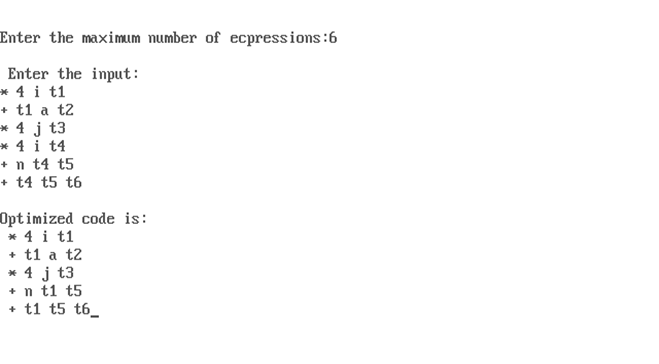 Enter the maximum number of ecpressions:6
Enter the input:
* 4 i t1
+ t1 a t2
* 4 j t3
* 4 i t4
+ n t4 t5
+ t4 t5 t6
Optimized code is:
* 4 i t1
+ t1 a t2
* 4 j t3
+ n t1 t5
+ t1 t5 t6_